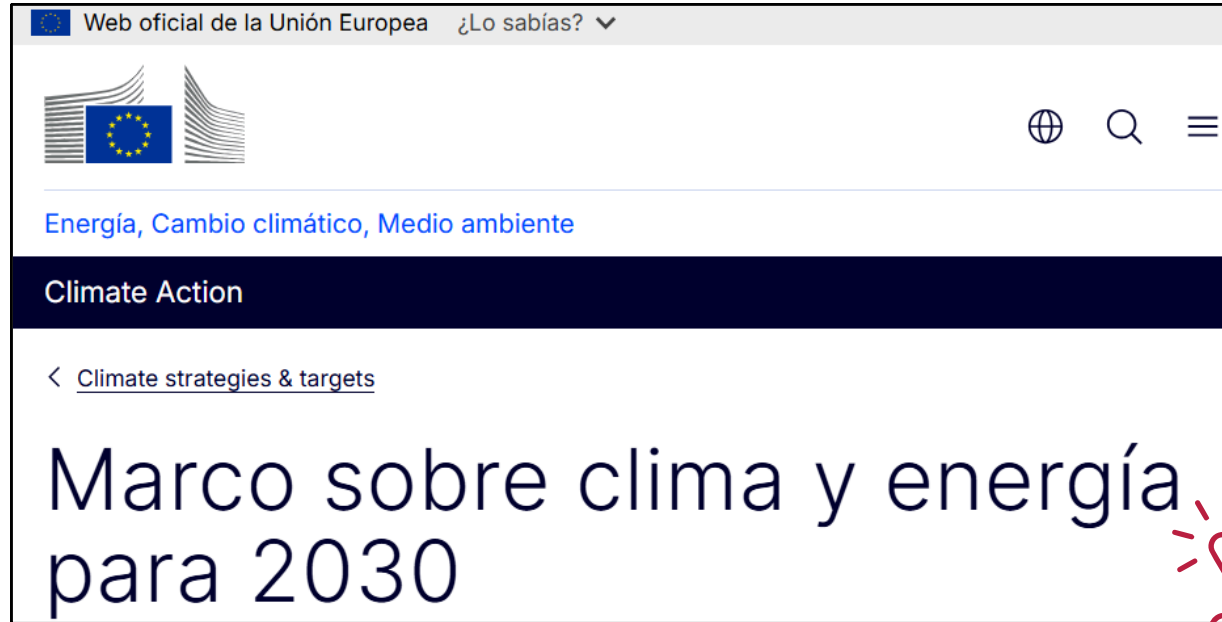 Web oficial de la Unión Europea ¿Lo sabías?
Energía, Cambio climático, Medio ambiente
Climate Action
Climate strategies & targets
Marco sobre clima y energía
para 2030